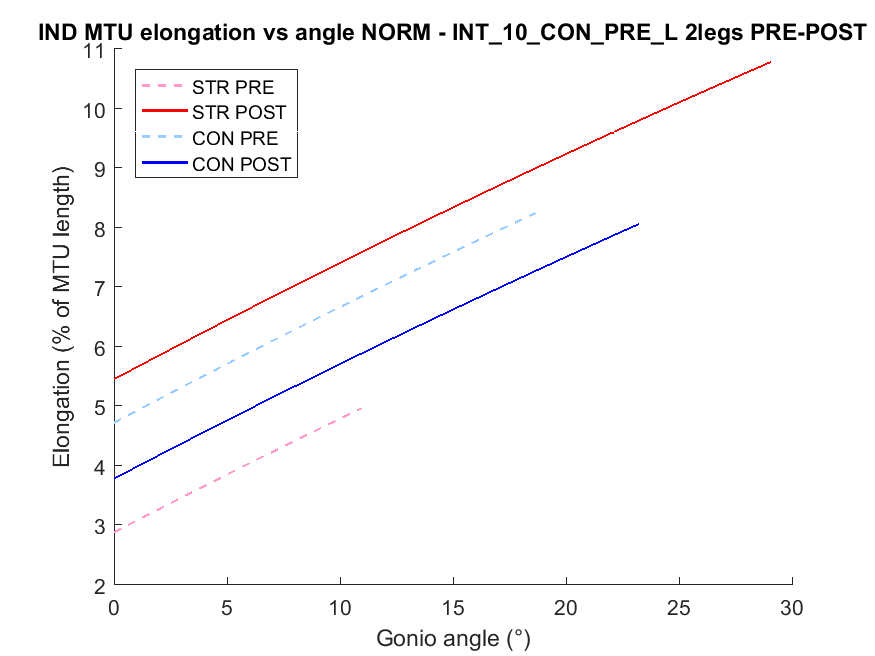 IND MTU elongation vs angle NORM - INT_10_CON_PRE_L 2legs PRE-POST
11
10
9
8
7
6
5
4
3
2
Elongation (% of MTU length)
STR PRE
STR POST
CON PRE
CON POST
0 5 10 15 20 25 30
Gonio angle (°)